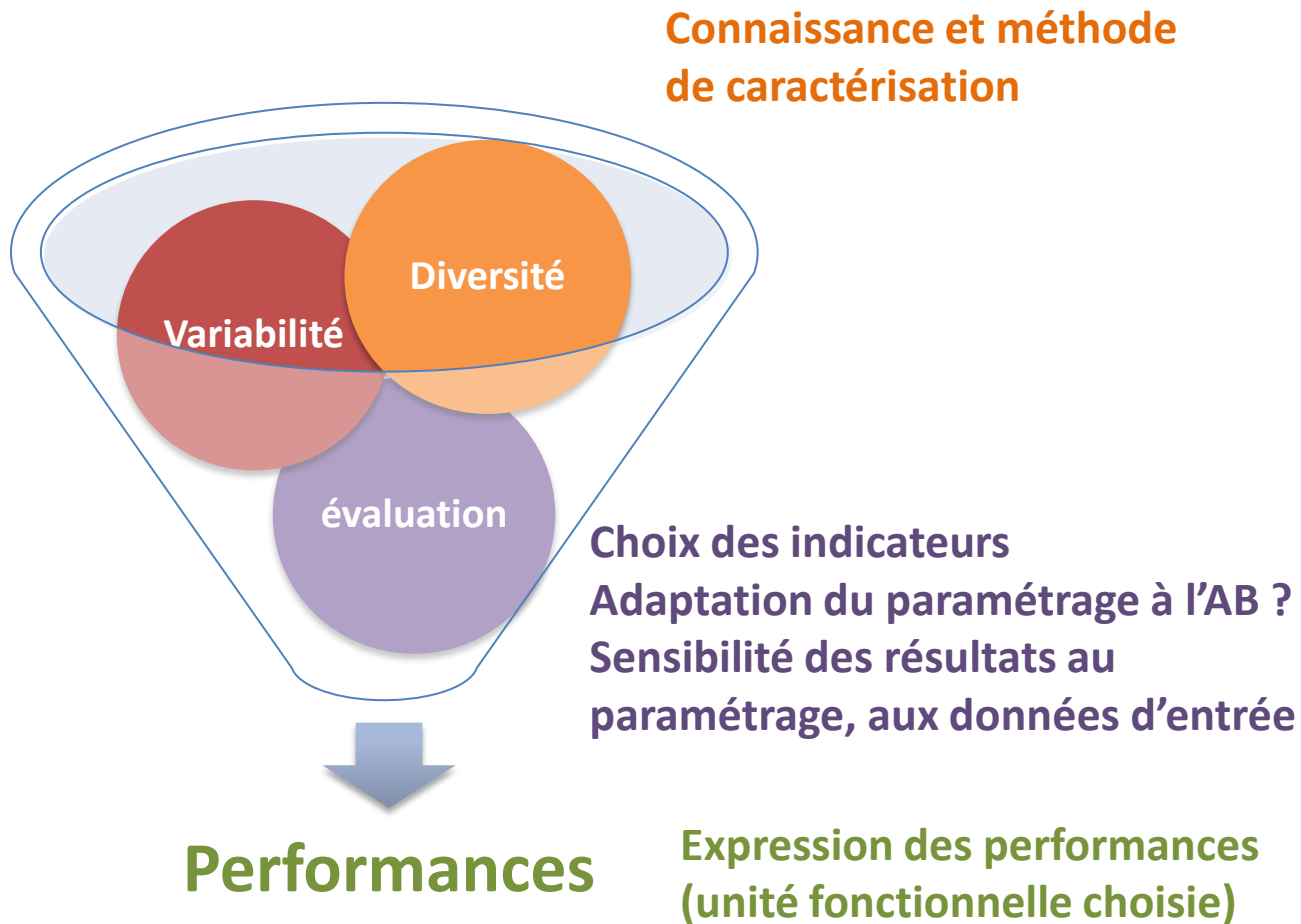 Connaissance et méthode
de caractérisation
Diversité
Variabilité
évaluation
Choix des indicateurs
Adaptation du paramétrage à l’AB ?
Sensibilité des résultats au
paramétrage, aux données d’entrée
Performances
Expression des performances
(unité fonctionnelle choisie)